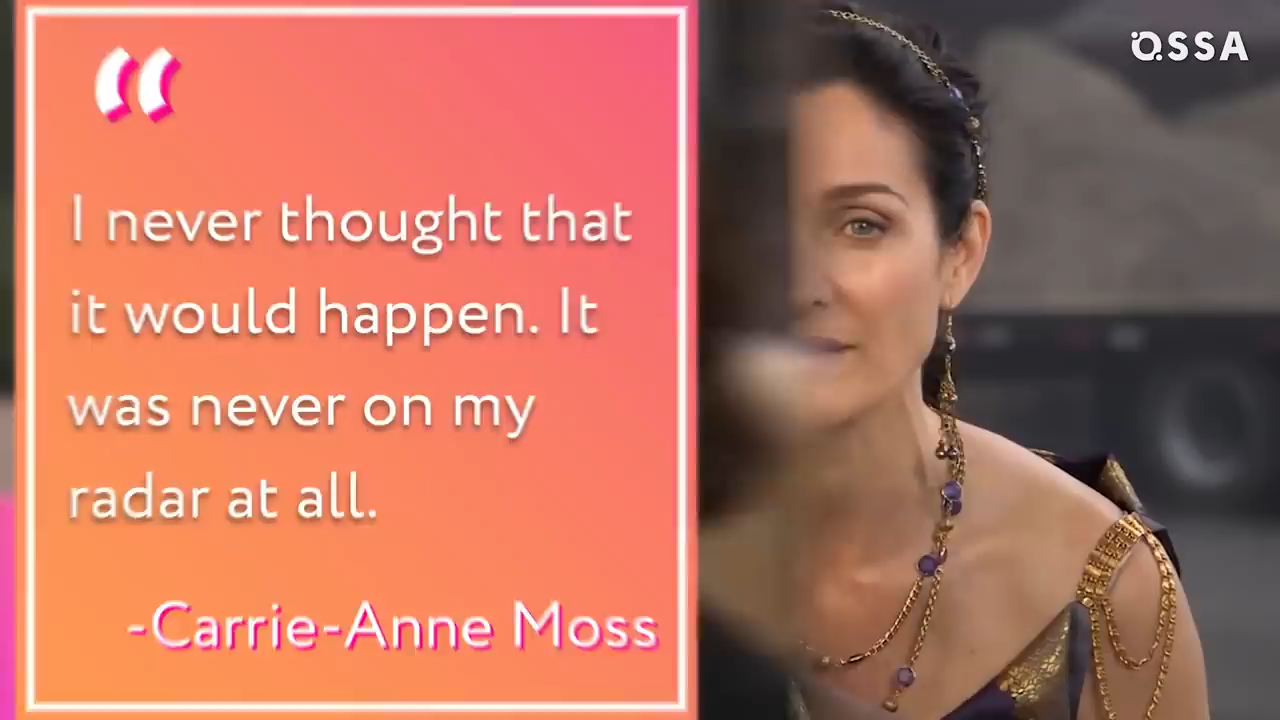 OSSA
“
I never thought that
it would happen. It
was never on my
radar at all.
-Carrie-Anne Moss